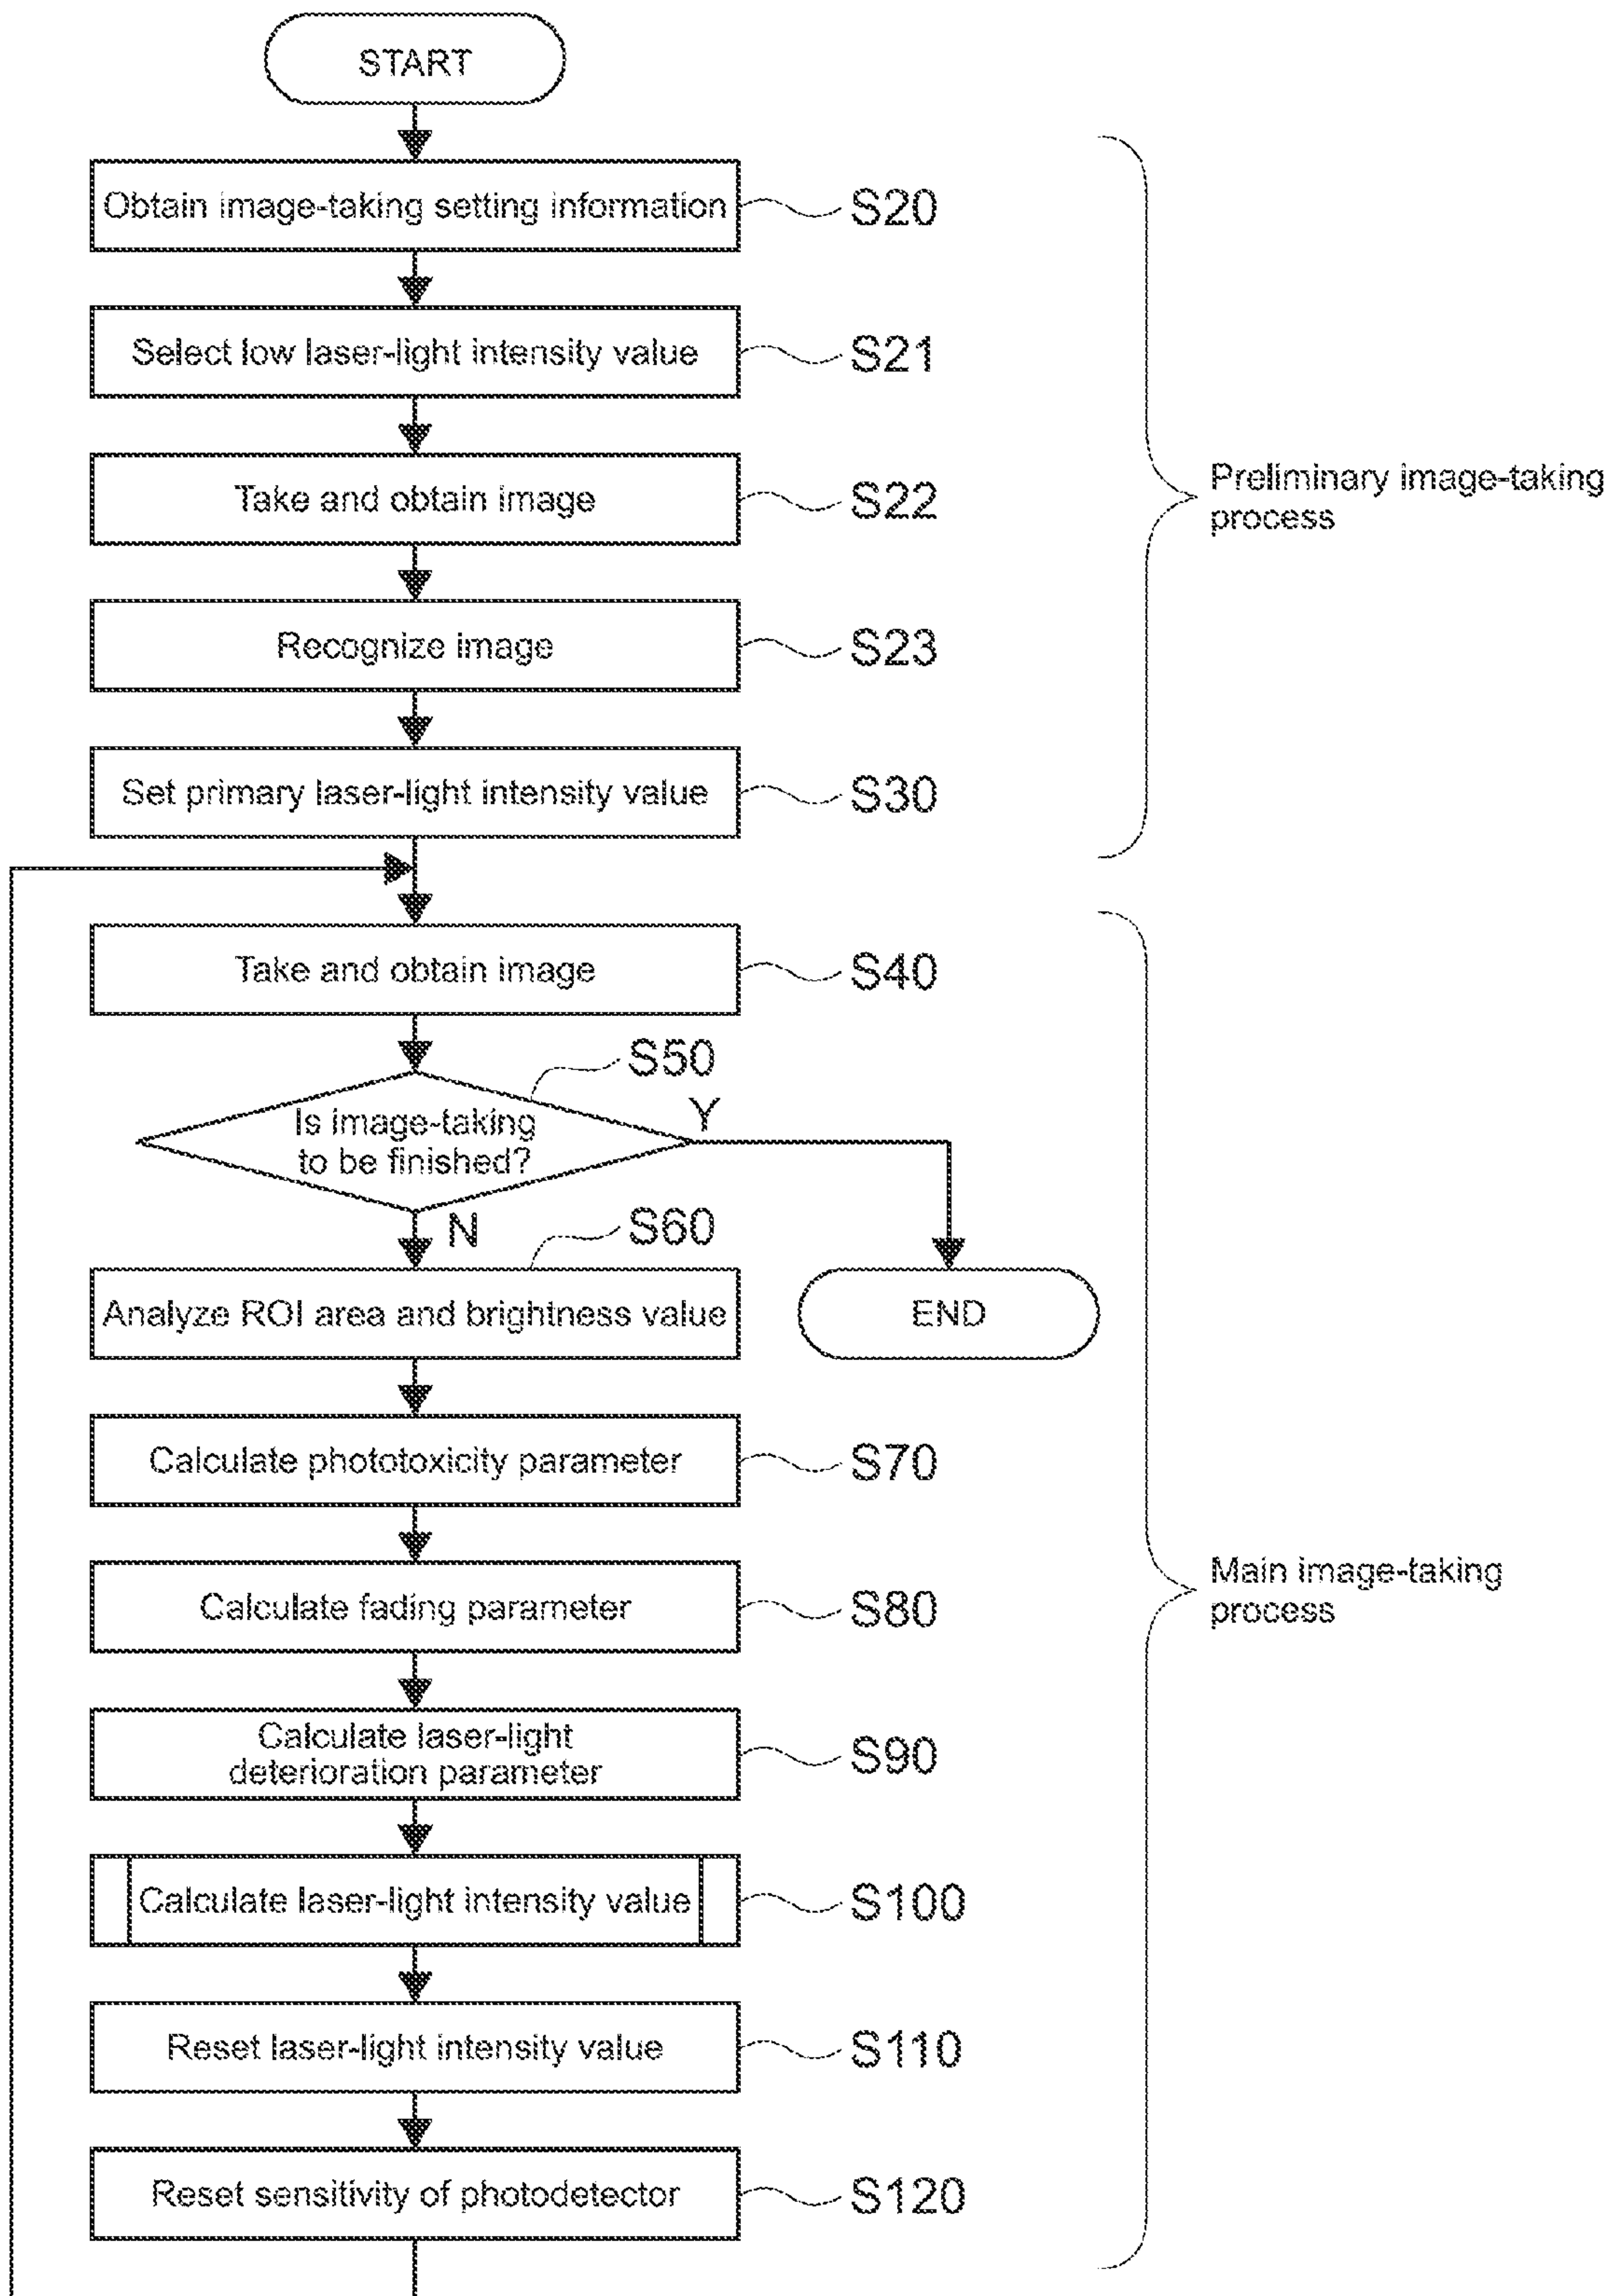 START
Obtain image-taking setting information
S20
Select low laser-light intensity value
S21
Take and obtain image
S22
Preliminary image-taking
process
Recognize image
S23
Set primary laser-light intensity value
S30
Take and obtain image
S40
S50
Is image-taking
to be finished?
Y
N
S60
Analyze ROI area and brightness value
END
Calculate phototoxicity parameter
S70
Calculate fading parameter
S80
Main image-taking
process
Calculate laser-light
deterioration parameter
S90
Calculate laser-light intensity value
S100
Reset laser-light intensity value
S110
Reset sensitivity of photodetector
S120